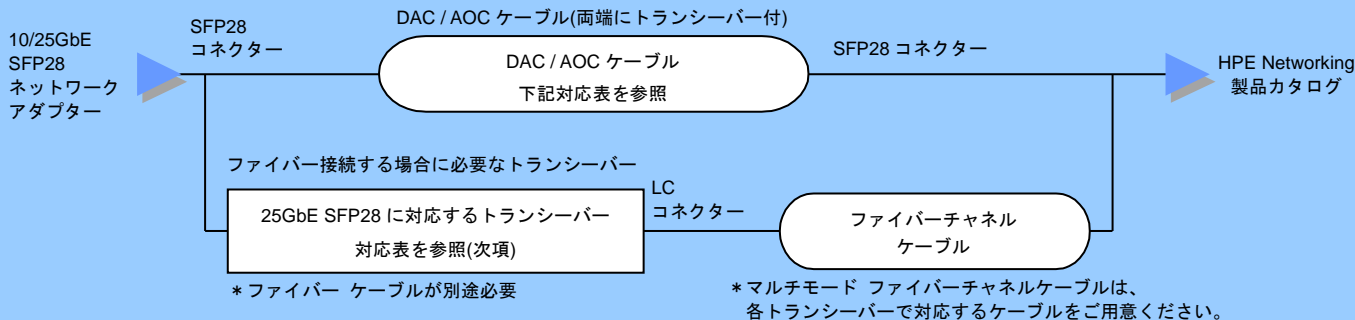 10/25GbE
SFP28
ネットワーク
アダプター
SFP28
コネクター
DAC / AOC ケーブル(両端にトランシーバー付)
DAC / AOC ケーブル
下記対応表を参照
SFP28 コネクター
HPE Networking
製品カタログ
ファイバー接続する場合に必要なトランシーバー
25GbE SFP28 に対応するトランシーバー
対応表を参照(次項)
＊ファイバー ケーブルが別途必要
LC
コネクター
ファイバーチャネル
ケーブル
＊マルチモード ファイバーチャネルケーブルは、
各トランシーバーで対応するケーブルをご用意ください。